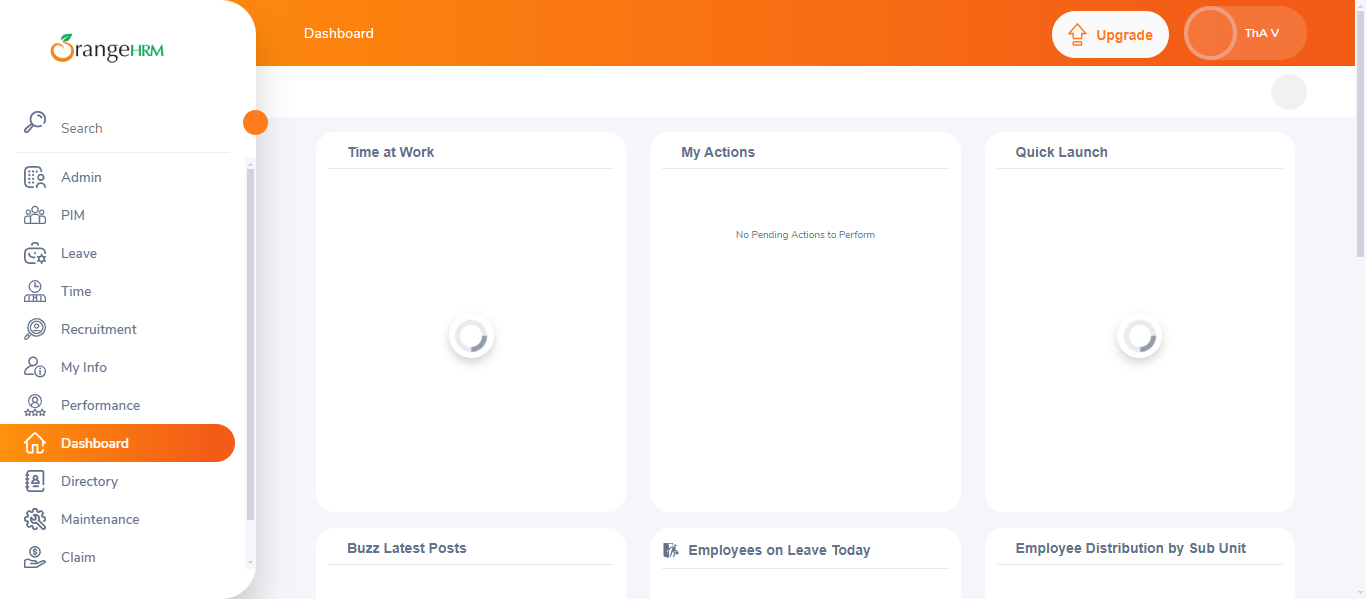 OrangeHRM
Dashboard
Upgrade
ThA V
Search
Admin
PIM
Leave
Time
Recruitment
My Info
Performance
Dashboard
Directory
Maintenance
Claim
Time at Work
My Actions
Quick Launch
No Pending Actions to Perform
Buzz Latest Posts
Employees on Leave Today
Employee Distribution by Sub Unit